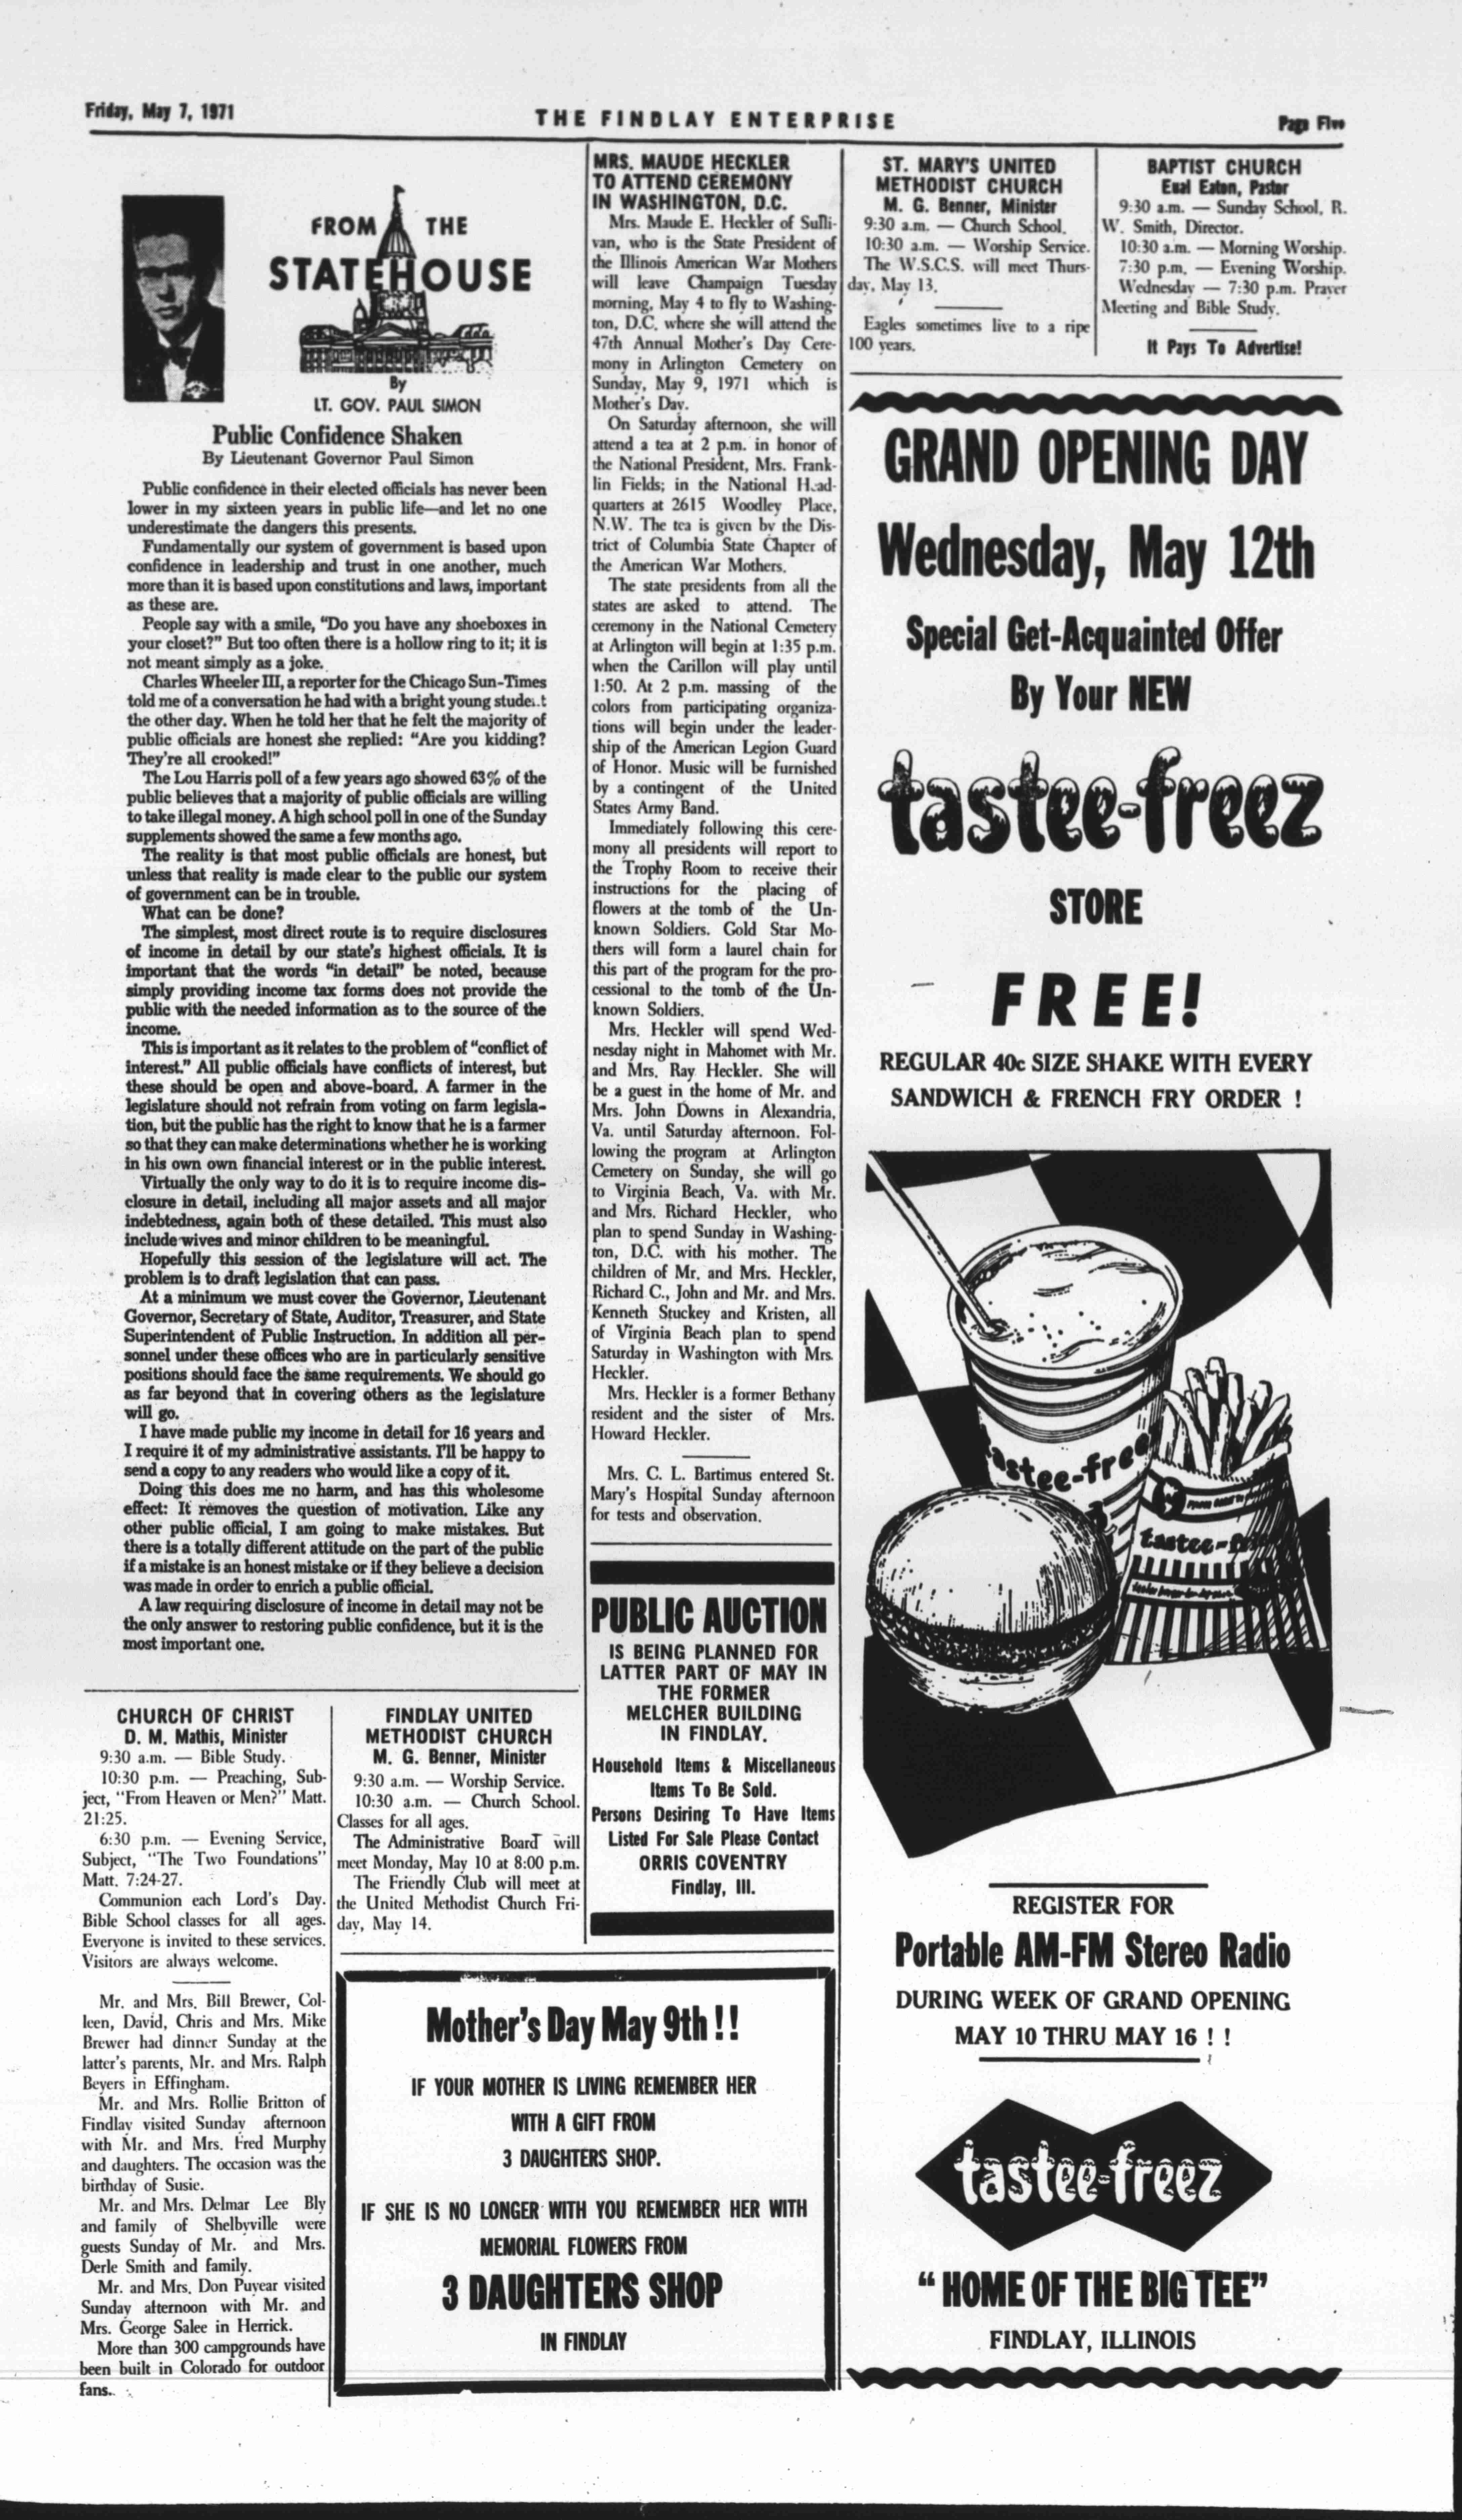 Friday, May 7, 1971
THE FINDLAY ENTERPRISE
Page Five
FROM THE
STATEHOUSE
By
LT. GOV. PAUL SIMON
Public Confidence Shaken
By Lieutenant Governor Paul Simon
Public confidence in their elected officials has never been
lower in my sixteen years in public life—and let no one
underestimate the dangers this presents.
Fundamentally our system of government is based upon
confidence in leadership and trust in one another, much
more than it is based upon constitutions and laws, important
as these are.
People say with a smile, "Do you have any shoeboxes in
your closet?" But too often there is a hollow ring to it; it is
not meant simply as a joke.
Charles Wheeler III, a reporter for the Chicago Sun-Times
told me of a conversation he had with a bright young student
the other day. When he told her that he felt the majority of
public officials are honest she replied: "Are you kidding?
They're all crooked!"
The Lou Harris poll of a few years ago showed 63% of the
public believes that a majority of public officials are willing
to take illegal money. A high school poll in one of the Sunday
supplements showed the same a few months ago.
The reality is that most public officials are honest, but
unless that reality is made clear to the public our system
of government can be in trouble.
What can be done?
The simplest, most direct route is to require disclosures
of income in detail by our state's highest officials. It is
important that the words "in detail" be noted, because
simply providing income tax forms does not provide the
public with the needed information as to the source of the
income.
This is important as it relates to the problem of "conflict of
interest." All public officials have conflicts of interest, but
these should be open and above-board. A farmer in the
legislature should not refrain from voting on farm legisla-
tion, but the public has the right to know that he is a farmer
so that they can make determinations whether he is working
in his own own financial interest or in the public interest.
Virtually the only way to do it is to require income dis-
closure in detail, including all major assets and all major
indebtedness, again both of these detailed. This must also
include wives and minor children to be meaningful.
Hopefully this session of the legislature will act. The
problem is to draft legislation that can pass.
At a minimum we must cover the Governor, Lieutenant
Governor, Secretary of State, Auditor, Treasurer, and State
Superintendent of Public Instruction. In addition all per-
sonnel under these offices who are in particularly sensitive
positions should face the same requirements. We should go
as far beyond that in covering others as the legislature
will go.
I have made public my income in detail for 16 years and
I require it of my administrative assistants. I'll be happy to
send a copy to any readers who would like a copy of it.
Doing this does me no harm, and has this wholesome
effect: It removes the question of motivation. Like any
other public official, I am going to make mistakes. But
there is a totally different attitude on the part of the public
if a mistake is an honest mistake or if they believe a decision
was made in order to enrich a public official.
A law requiring disclosure of income in detail may not be
the only answer to restoring public confidence, but it is the
most important one.
CHURCH OF CHRIST
D. M. Mathis, Minister
9:30 a.m. — Bible Study.
10:30 p.m. — Preaching, Sub-
ject, "From Heaven or Men?" Matt.
21:25.
6:30 p.m. — Evening Service,
Subject, "The Two Foundations"
Matt. 7:24-27.
Communion each Lord's Day.
Bible School classes for all ages.
Everyone is invited to these services.
Visitors are always welcome.
Mr. and Mrs. Bill Brewer, Col-
leen, David, Chris and Mrs. Mike
Brewer had dinner Sunday at the
latter's parents, Mr. and Mrs. Ralph
Beyers in Effingham.
Mr. and Mrs. Rollie Britton of
Findlay visited Sunday afternoon
with Mr. and Mrs. Fred Murphy
and daughters. The occasion was the
birthday of Susie.
Mr. and Mrs. Delmar Lee Bly
and family of Shelbyville were
guests Sunday of Mr. and Mrs.
Derle Smith and family.
Mr. and Mrs. Don Puyear visited
Sunday afternoon with Mr. and
Mrs. George Salee in Herrick.
More than 300 campgrounds have
been built in Colorado for outdoor
fans.
FINDLAY UNITED
METHODIST CHURCH
M. G. Benner, Minister
9:30 a.m. — Worship Service.
10:30 a.m. — Church School.
Classes for all ages.
The Administrative Board will
meet Monday, May 10 at 8:00 p.m.
The Friendly Club will meet at
the United Methodist Church Fri-
day, May 14.
MRS. MAUDE HECKLER
TO ATTEND CEREMONY
IN WASHINGTON, D.C.
Mrs. Maude E. Heckler of Sulli-
van, who is the State President of
the Illinois American War Mothers
will leave Champaign Tuesday
morning, May 4 to fly to Washing-
ton, D.C. where she will attend the
47th Annual Mother's Day Cere-
mony in Arlington Cemetery on
Sunday, May 9, 1971 which is
Mother's Day.
On Saturday afternoon, she will
attend a tea at 2 p.m. in honor of
the National President, Mrs. Frank-
lin Fields; in the National Head-
quarters at 2615 Woodley Place,
N.W. The tea is given by the Dis-
trict of Columbia State Chapter of
the American War Mothers.
The state presidents from all the
states are asked to attend. The
ceremony in the National Cemetery
at Arlington will begin at 1:35 p.m.
when the Carillon will play until
1:50. At 2 p.m. massing of the
colors from participating organiza-
tions will begin under the leader-
ship of the American Legion Guard
of Honor. Music will be furnished
by a contingent of the United
States Army Band.
Immediately following this cere-
mony all presidents will report to
the Trophy Room to receive their
instructions for the placing of
flowers at the tomb of the Un-
known Soldiers. Gold Star Mo-
thers will form a laurel chain for
this part of the program for the pro-
cessional to the tomb of the Un-
known Soldiers.
Mrs. Heckler will spend Wed-
nesday night in Mahomet with Mr.
and Mrs. Ray Heckler. She will
be a guest in the home of Mr. and
Mrs. John Downs in Alexandria,
Va. until Saturday afternoon. Fol-
lowing the program at Arlington
Cemetery on Sunday, she will go
to Virginia Beach, Va. with Mr.
and Mrs. Richard Heckler, who
plan to spend Sunday in Washing-
ton, D.C. with his mother. The
children of Mr. and Mrs. Heckler,
Richard C., John and Mr. and Mrs.
Kenneth Stuckey and Kristen, all
of Virginia Beach plan to spend
Saturday in Washington with Mrs.
Heckler.
Mrs. Heckler is a former Bethany
resident and the sister of Mrs.
Howard Heckler.
Mrs. C. L. Bartimus entered St.
Mary's Hospital Sunday afternoon
for tests and observation.
PUBLIC AUCTION
IS BEING PLANNED FOR
LATTER PART OF MAY IN
THE FORMER
MELCHER BUILDING
IN FINDLAY.
Household Items & Miscellaneous
Items To Be Sold.
Persons Desiring To Have Items
Listed For Sale Please Contact
ORRIS COVENTRY
Findlay, Ill.
Mother's Day May 9th !!
IF YOUR MOTHER IS LIVING REMEMBER HER
WITH A GIFT FROM
3 DAUGHTERS SHOP.
IF SHE IS NO LONGER WITH YOU REMEMBER HER WITH
MEMORIAL FLOWERS FROM
3 DAUGHTERS SHOP
IN FINDLAY
ST. MARY'S UNITED
METHODIST CHURCH
M. G. Benner, Minister
9:30 a.m. — Church School.
10:30 a.m. — Worship Service.
The W.S.C.S. will meet Thurs-
day, May 13.
Eagles sometimes live to a ripe
100 years.
BAPTIST CHURCH
Eual Eaton, Pastor
9:30 a.m. — Sunday School, R.
W. Smith, Director.
10:30 a.m. — Morning Worship.
7:30 p.m. — Evening Worship.
Wednesday — 7:30 p.m. Prayer
Meeting and Bible Study.
It Pays To Advertise!
GRAND OPENING DAY
Wednesday, May 12th
Special Get-Acquainted Offer
By Your NEW
tastee-freez
STORE
FREE!
REGULAR 40c SIZE SHAKE WITH EVERY
SANDWICH & FRENCH FRY ORDER !
astee-free
tastee-fr
REGISTER FOR
Portable AM-FM Stereo Radio
DURING WEEK OF GRAND OPENING
MAY 10 THRU MAY 16 ! !
tastee-freez
"HOME OF THE BIG TEE"
FINDLAY, ILLINOIS